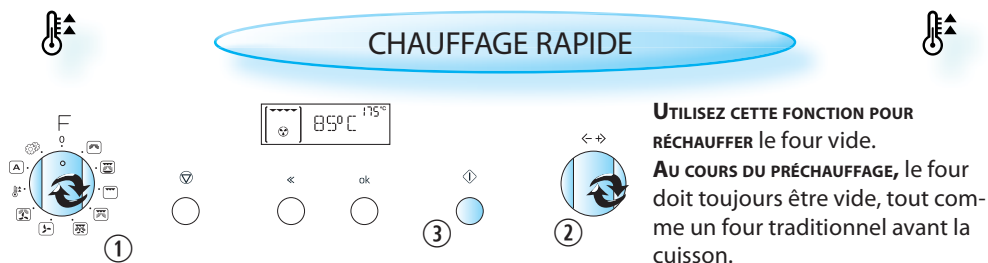 CHAUFFAGE RAPIDE
F
0
A
85°C
175°C
«
ok
1
3
2
UTILISEZ CETTE FONCTION POUR
RÉCHAUFFER le four vide.
AU COURS DU PRÉCHAUFFAGE, le four
doit toujours être vide, tout com-
me un four traditionnel avant la
cuisson.